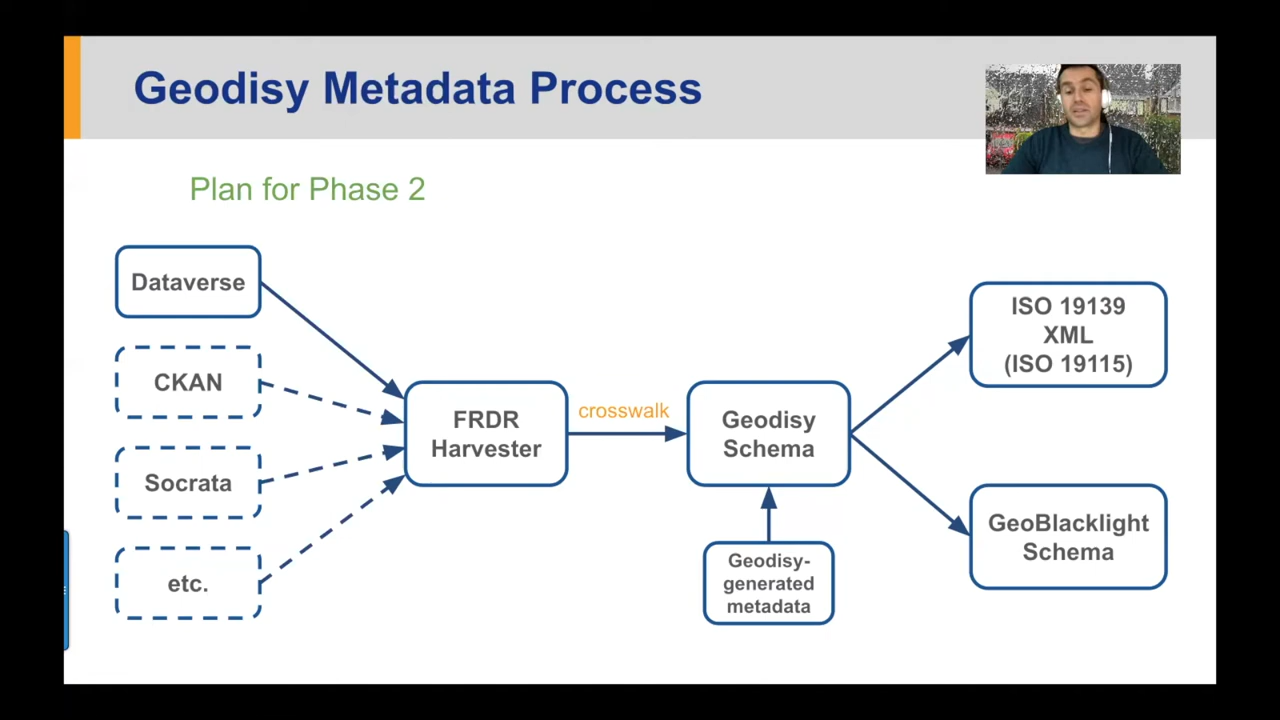 Geodisy Metadata Process
Plan for Phase 2
Dataverse
CKAN
Socrata
etc.
FRDR
Harvester
crosswalk
Geodisy
Schema
Geodisy-
generated
metadata
ISO 19139
XML
(ISO 19115)
GeoBlacklight
Schema